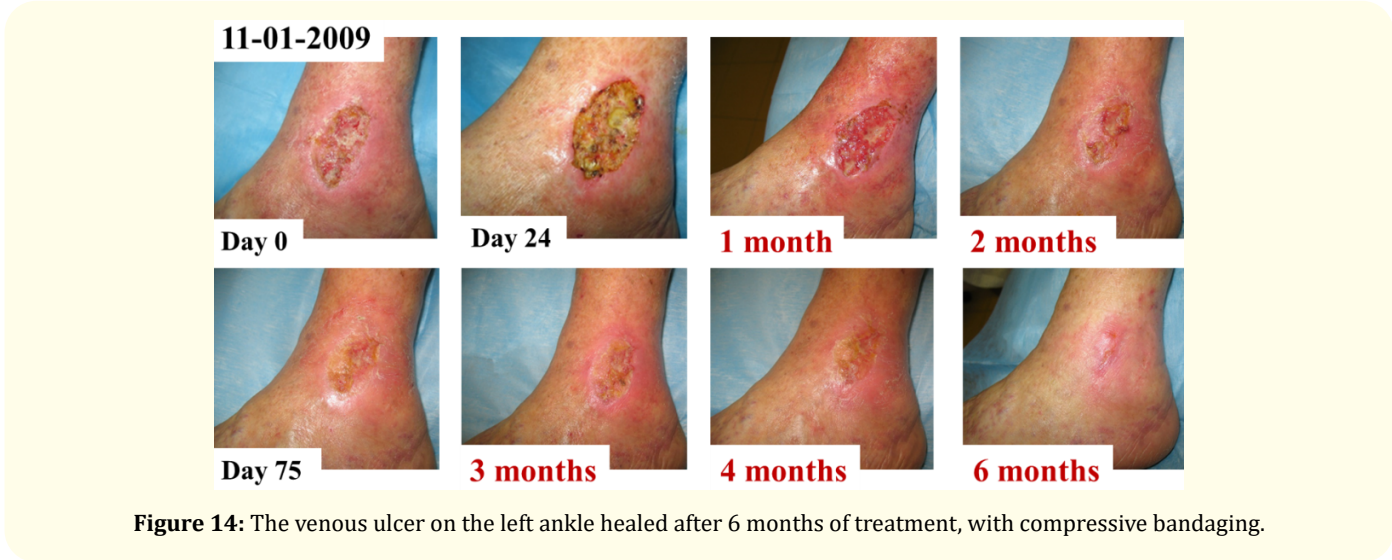 11-01-2009
Day 0
Day 24
1 month
2 months
Day 75
3 months
4 months
6 months
Figure 14: The venous ulcer on the left ankle healed after 6 months of treatment, with compressive bandaging.